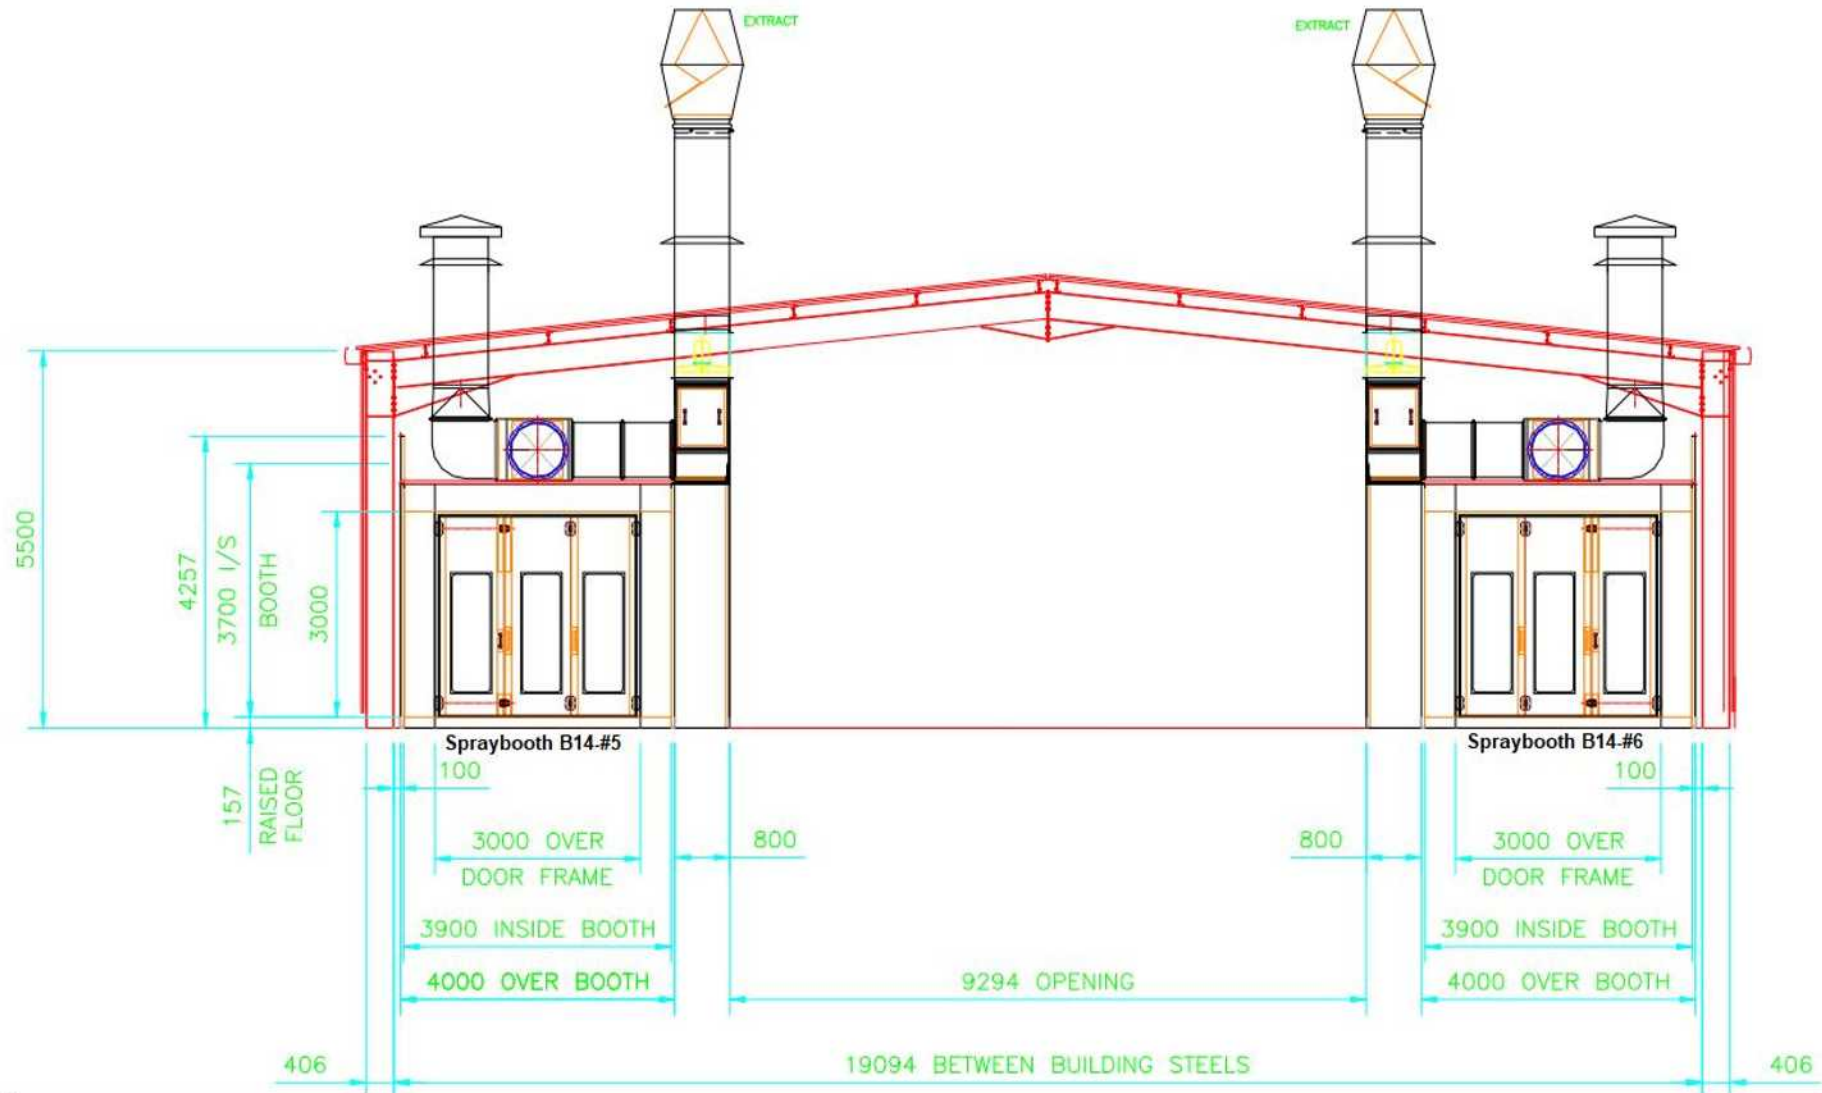 EXTRACT
EXTRACT
5500
4257
3700 I/S
BOOTH
3000
Spraybooth B14-#5
Spraybooth B14-#6
157
RAISED
FLOOR
100
100
3000 OVER
DOOR FRAME
800
800
3000 OVER
DOOR FRAME
3900 INSIDE BOOTH
3900 INSIDE BOOTH
4000 OVER BOOTH
9294 OPENING
4000 OVER BOOTH
406
19094 BETWEEN BUILDING STEELS
406